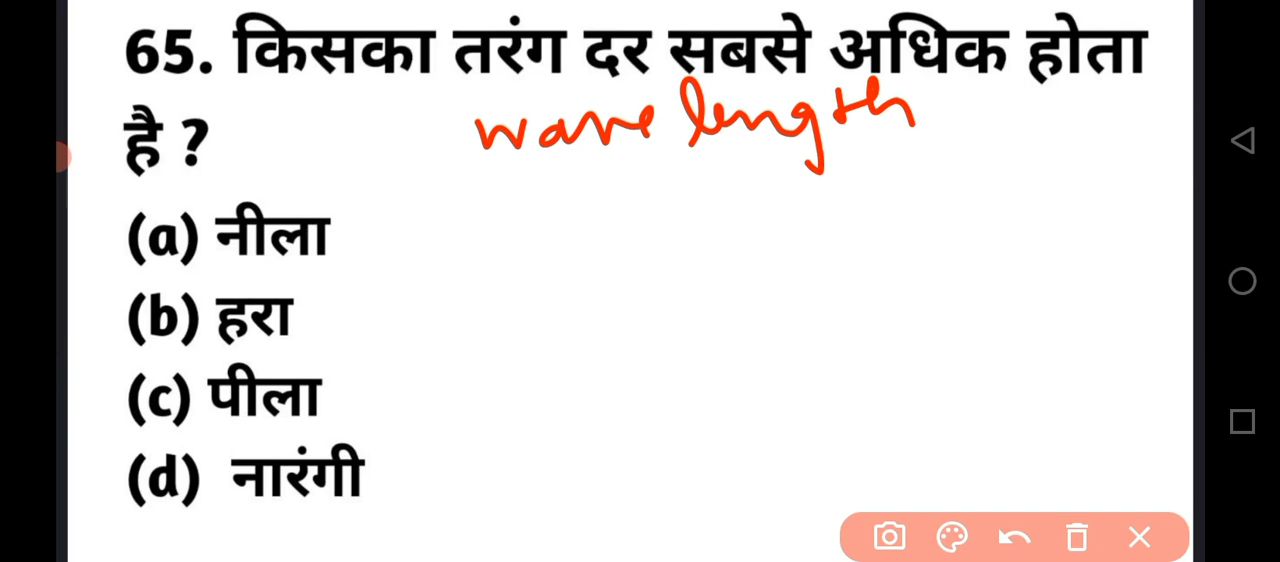 65. किसका तरंग दर सबसे अधिक होता
है ?
wave length
(a) नीला
(b) हरा
(c) पीला
(d) नारंगी